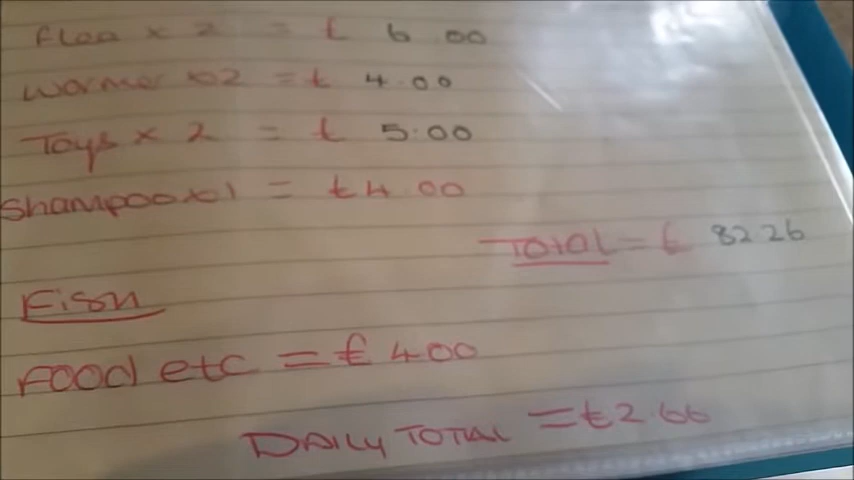 Flea x 2 = £ 6.00
Wormer x2 = £ 4.00
Toys x 2 = £ 5.00
Shampoo x1 = £4.00
TOTAL = £ 82.26
Fish
FOOD etc = £4.00
DAILY TOTAL = £2.66